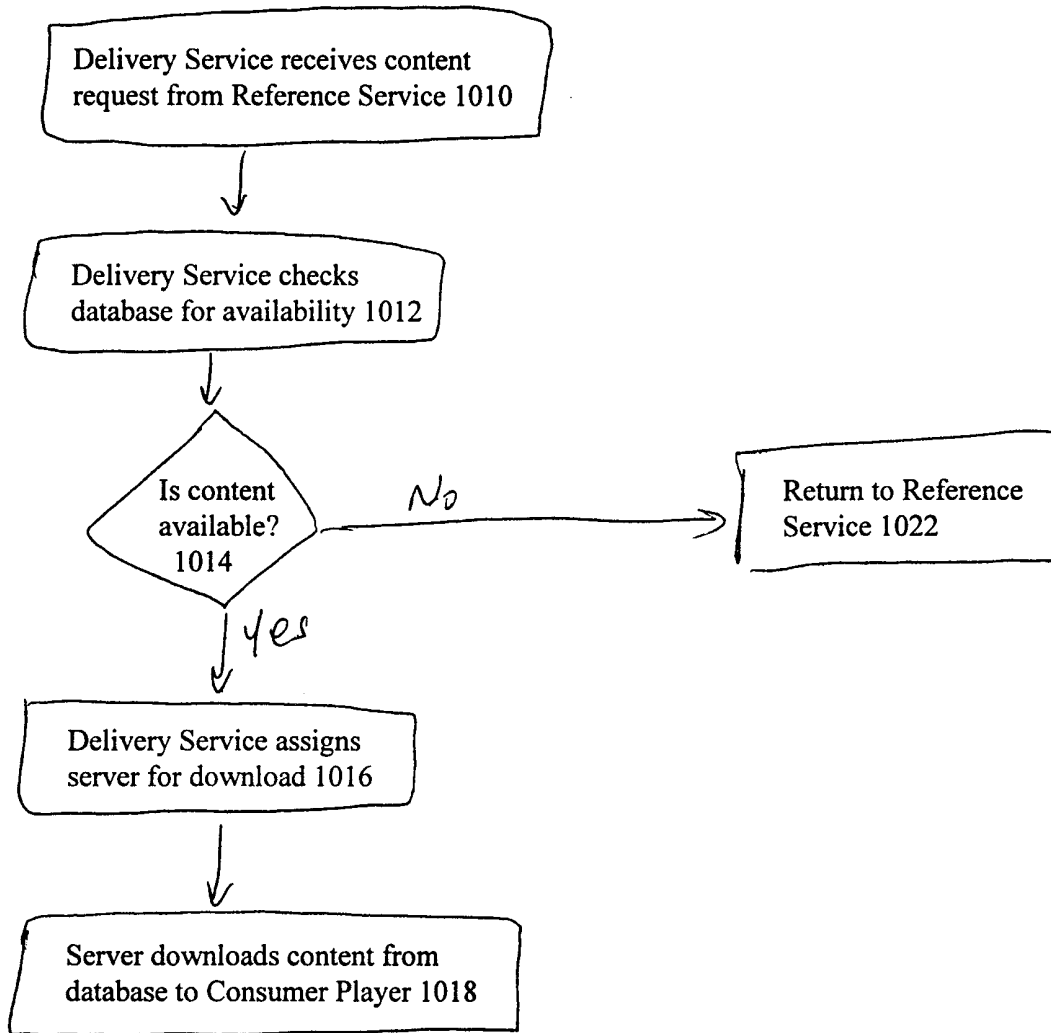 Delivery Service receives content
request from Reference Service 1010
Delivery Service checks
database for availability 1012
Is content
available?
1014
No
Return to Reference
Service 1022
yes
Delivery Service assigns
server for download 1016
Server downloads content from
database to Consumer Player 1018